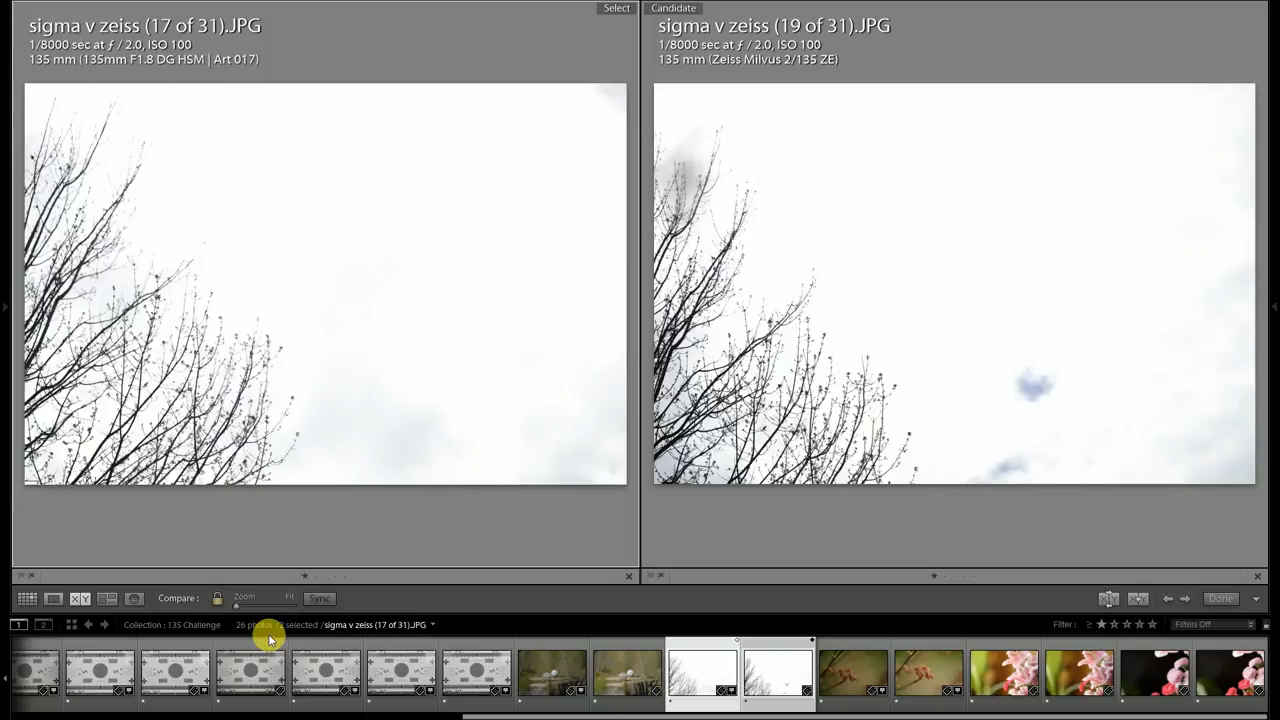 Select
sigma v zeiss (17 of 31).JPG
1/8000 sec at ƒ / 2.0, ISO 100
135 mm (135mm F1.8 DG HSM | Art 017)
Candidate
sigma v zeiss (19 of 31).JPG
1/8000 sec at ƒ / 2.0, ISO 100
135 mm (Zeiss Milvus 2/135 ZE)
XY
Compare :
Zoom
Fit
Sync
Done
1
2
Collection : 135 Challenge
26 photos
2 selected
/ sigma v zeiss (17 of 31).JPG
Filter :
Filters Off